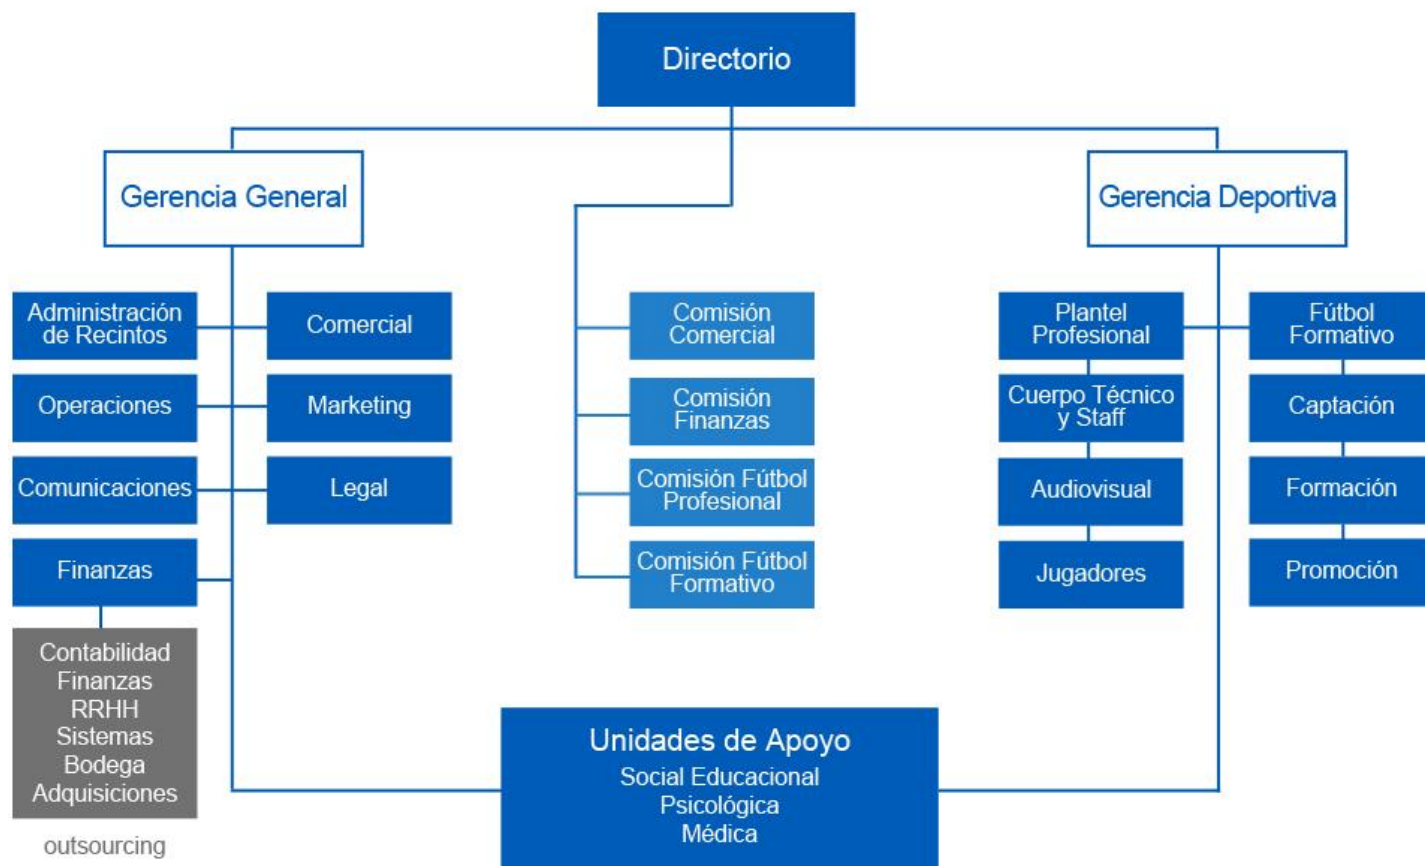 Directorio
Gerencia General
Gerencia Deportiva
Administración
de Recintos
Comercial
Operaciones
Marketing
Comunicaciones
Legal
Finanzas
Contabilidad
Finanzas
RRHH
Sistemas
Bodega
Adquisiciones
outsourcing
Comisión
Comercial
Comisión
Finanzas
Comisión Fútbol
Profesional
Comisión Fútbol
Formativo
Plantel
Profesional
Cuerpo Técnico
y Staff
Audiovisual
Jugadores
Fútbol
Formativo
Captación
Formación
Promoción
Unidades de Apoyo
Social Educacional
Psicológica
Médica